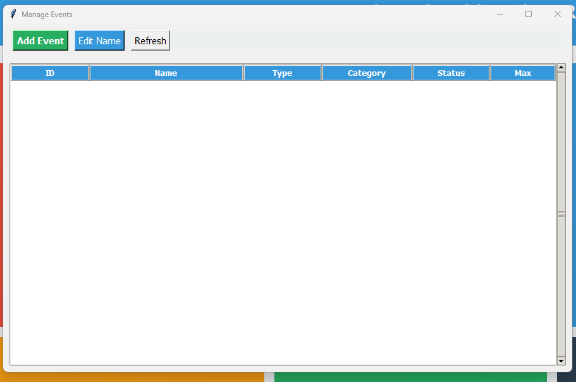 Manage Events
Add Event Edit Name Refresh
ID Name Type Category Status Max